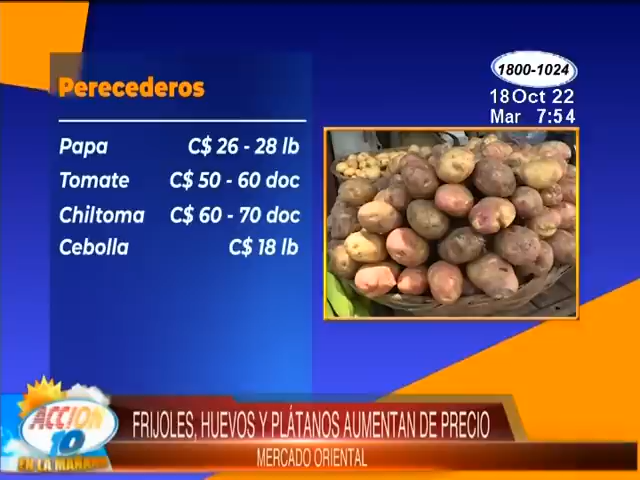 Perecederos
Papa C$ 26 - 28 lb
Tomate C$ 50 - 60 doc
Chiltoma C$ 60 - 70 doc
Cebolla C$ 18 lb
1800-1024
18 Oct 22
Mar 7:54
FRIJOLES, HUEVOS Y PLÁTANOS AUMENTAN DE PRECIO
MERCADO ORIENTAL
ACCION
10
EN LA MAÑANA